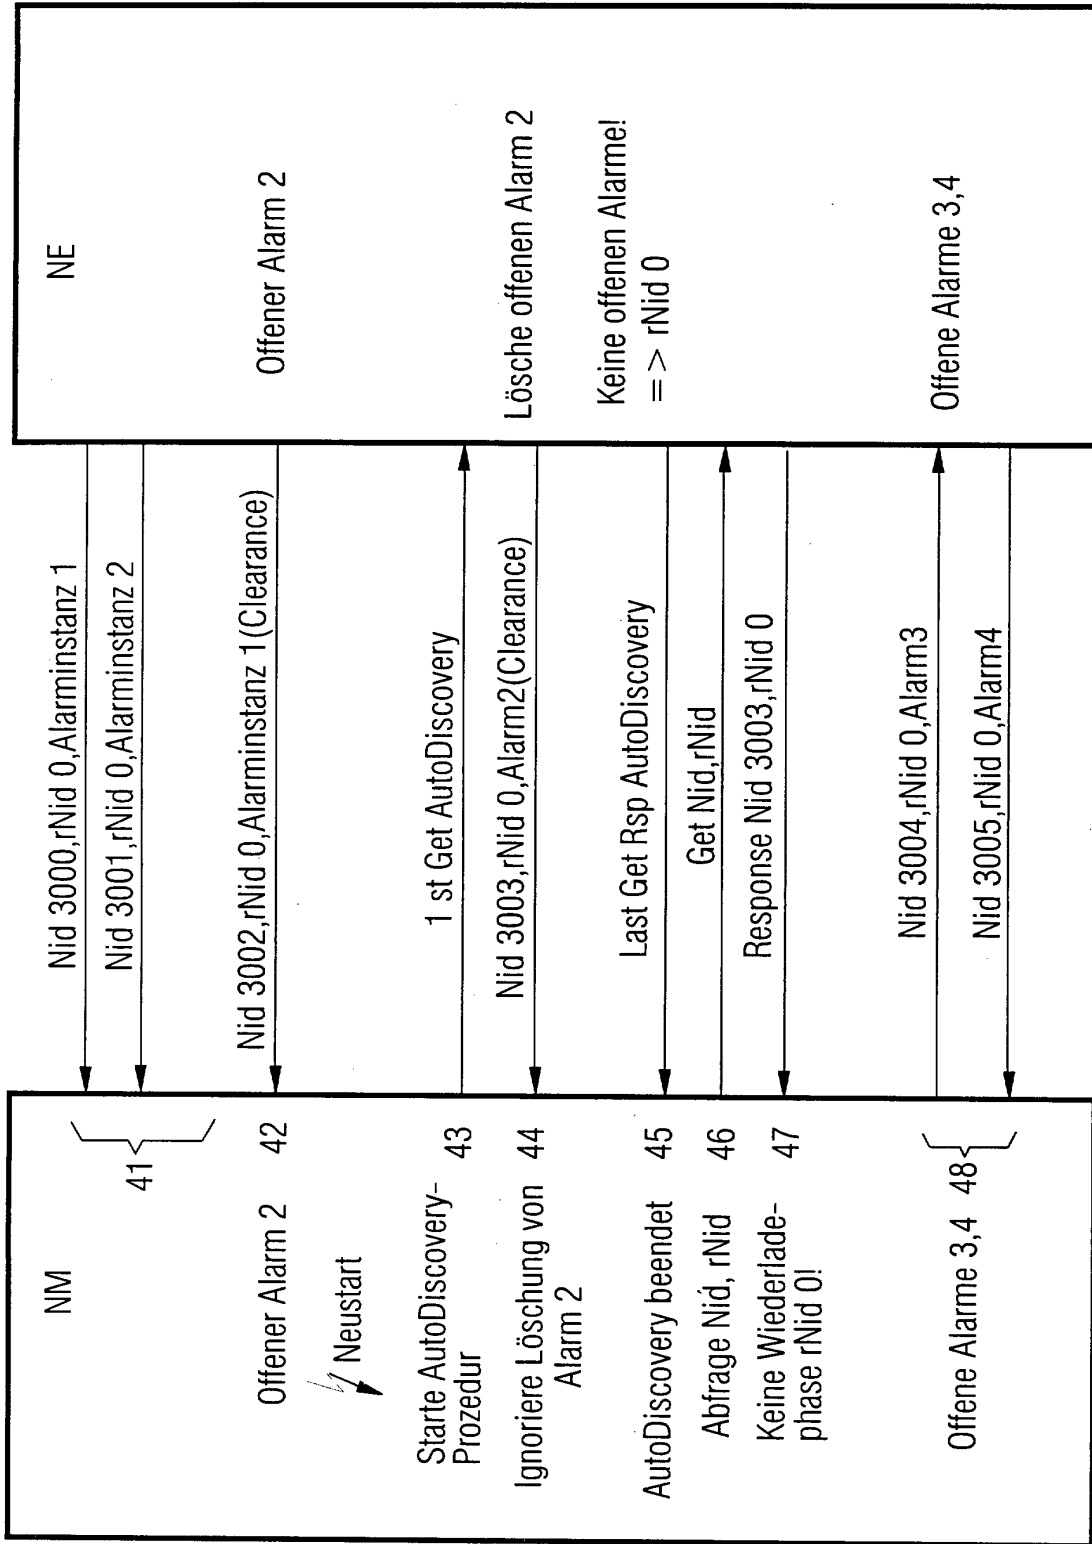 NM
41
Offener Alarm 2 42
Neustart
Starte AutoDiscovery-
Prozedur 43
Ignoriere Löschung von 44
Alarm 2
AutoDiscovery beendet 45
Abfrage Nid, rNid 46
Keine Wiederlade- 47
phase rNid 0!
Offene Alarme 3,4 48
Nid 3000,rNid 0,Alarminstanz 1
Nid 3001,rNid 0,Alarminstanz 2
Nid 3002,rNid 0,Alarminstanz 1(Clearance)
1 st Get AutoDiscovery
Nid 3003,rNid 0,Alarm2(Clearance)
Last Get Rsp AutoDiscovery
Get Nid,rNid
Response Nid 3003,rNid 0
Nid 3004,rNid 0,Alarm3
Nid 3005,rNid 0,Alarm4
NE
Offener Alarm 2
Lösche offenen Alarm 2
Keine offenen Alarme!
= > rNid 0
Offene Alarme 3,4